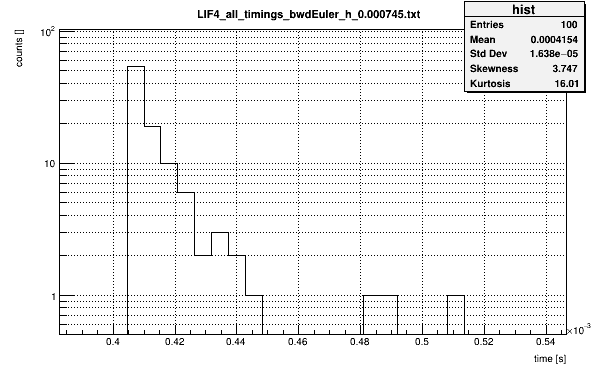 LIF4_all_timings_bwdEuler_h_0.000745.txt
hist
Entries 100
Mean 0.0004154
Std Dev 1.638e−05
Skewness 3.747
Kurtosis 16.01
counts []
10²
10
1
0.4 0.42 0.44 0.46 0.48 0.5 0.52 0.54
×10⁻³
time [s]